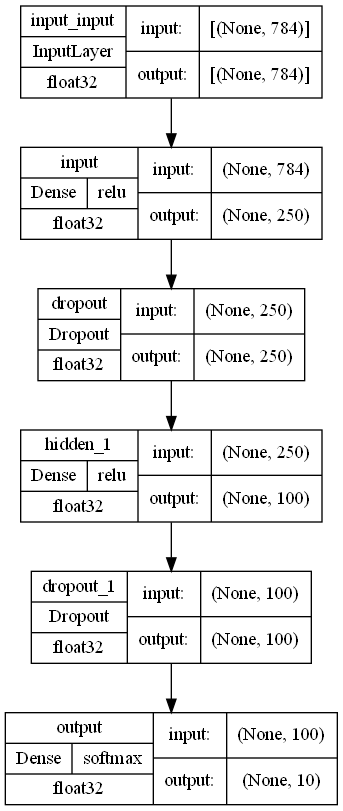 input_input input: [(None, 784)]
InputLayer
float32 output: [(None, 784)]
input input: (None, 784)
Dense relu
float32 output: (None, 250)
dropout input: (None, 250)
Dropout
float32 output: (None, 250)
hidden_1 input: (None, 250)
Dense relu
float32 output: (None, 100)
dropout_1 input: (None, 100)
Dropout
float32 output: (None, 100)
output input: (None, 100)
Dense softmax
float32 output: (None, 10)